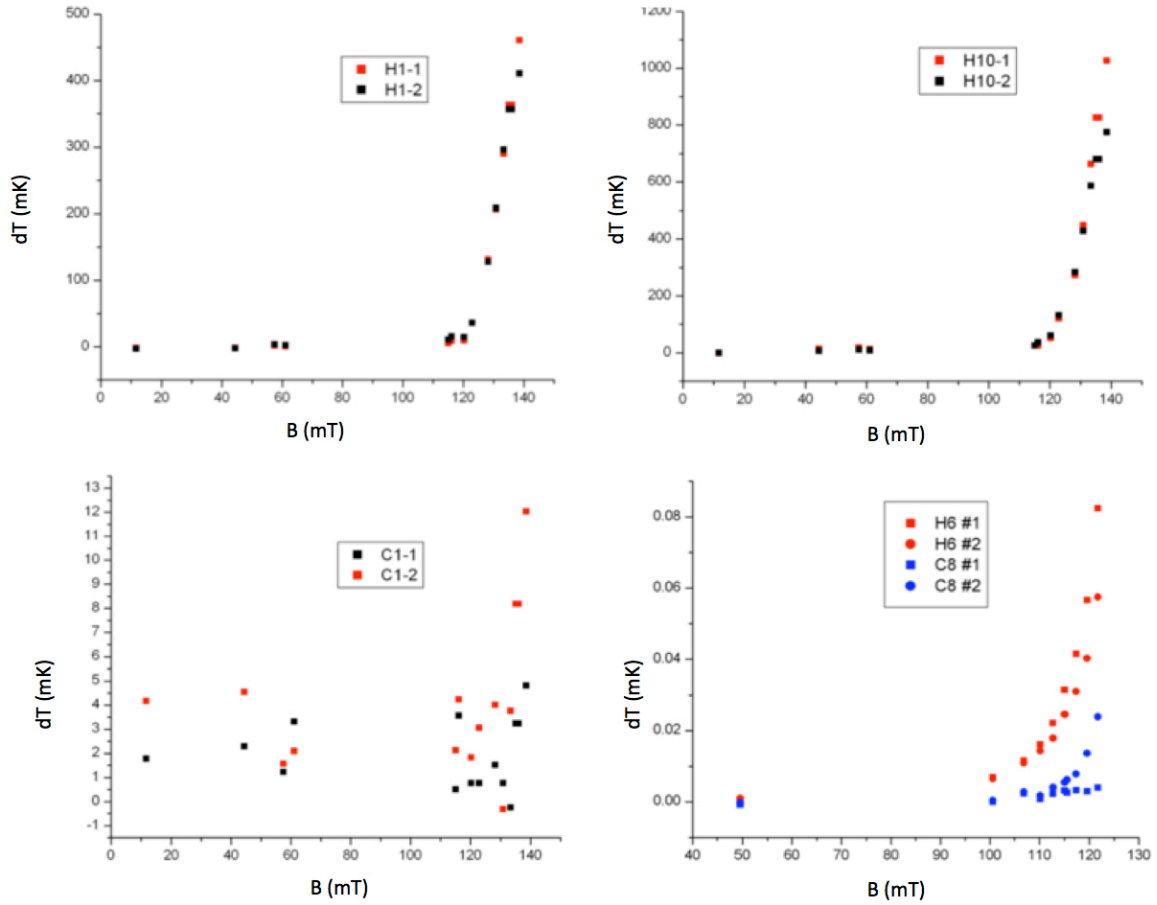 500
400
300
200
100
0
0 20 40 60 80 100 120 140
dT (mK)
B (mT)
H1-1
H1-2
1200
1000
800
600
400
200
0
0 20 40 60 80 100 120 140
dT (mK)
B (mT)
H10-1
H10-2
13
12
11
10
9
8
7
6
5
4
3
2
1
0
-1
0 20 40 60 80 100 120 140
dT (mK)
B (mT)
C1-1
C1-2
0.08
0.06
0.04
0.02
0.00
40 50 60 70 80 90 100 110 120 130
dT (mK)
B (mT)
H6 #1
H6 #2
C8 #1
C8 #2